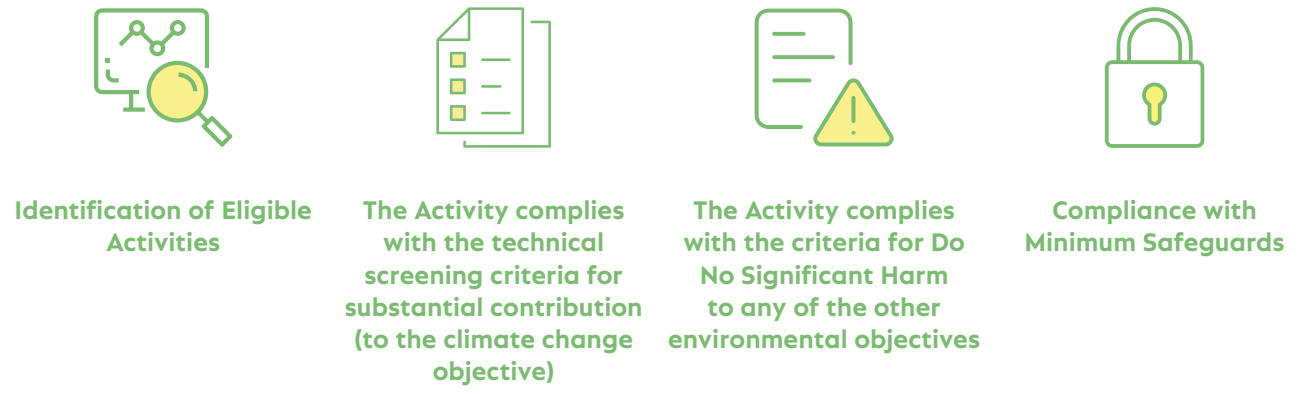 Identification of Eligible
Activities
The Activity complies
with the technical
screening criteria for
substantial contribution
(to the climate change
objective)
The Activity complies
with the criteria for Do
No Significant Harm
to any of the other
environmental objectives
Compliance with
Minimum Safeguards